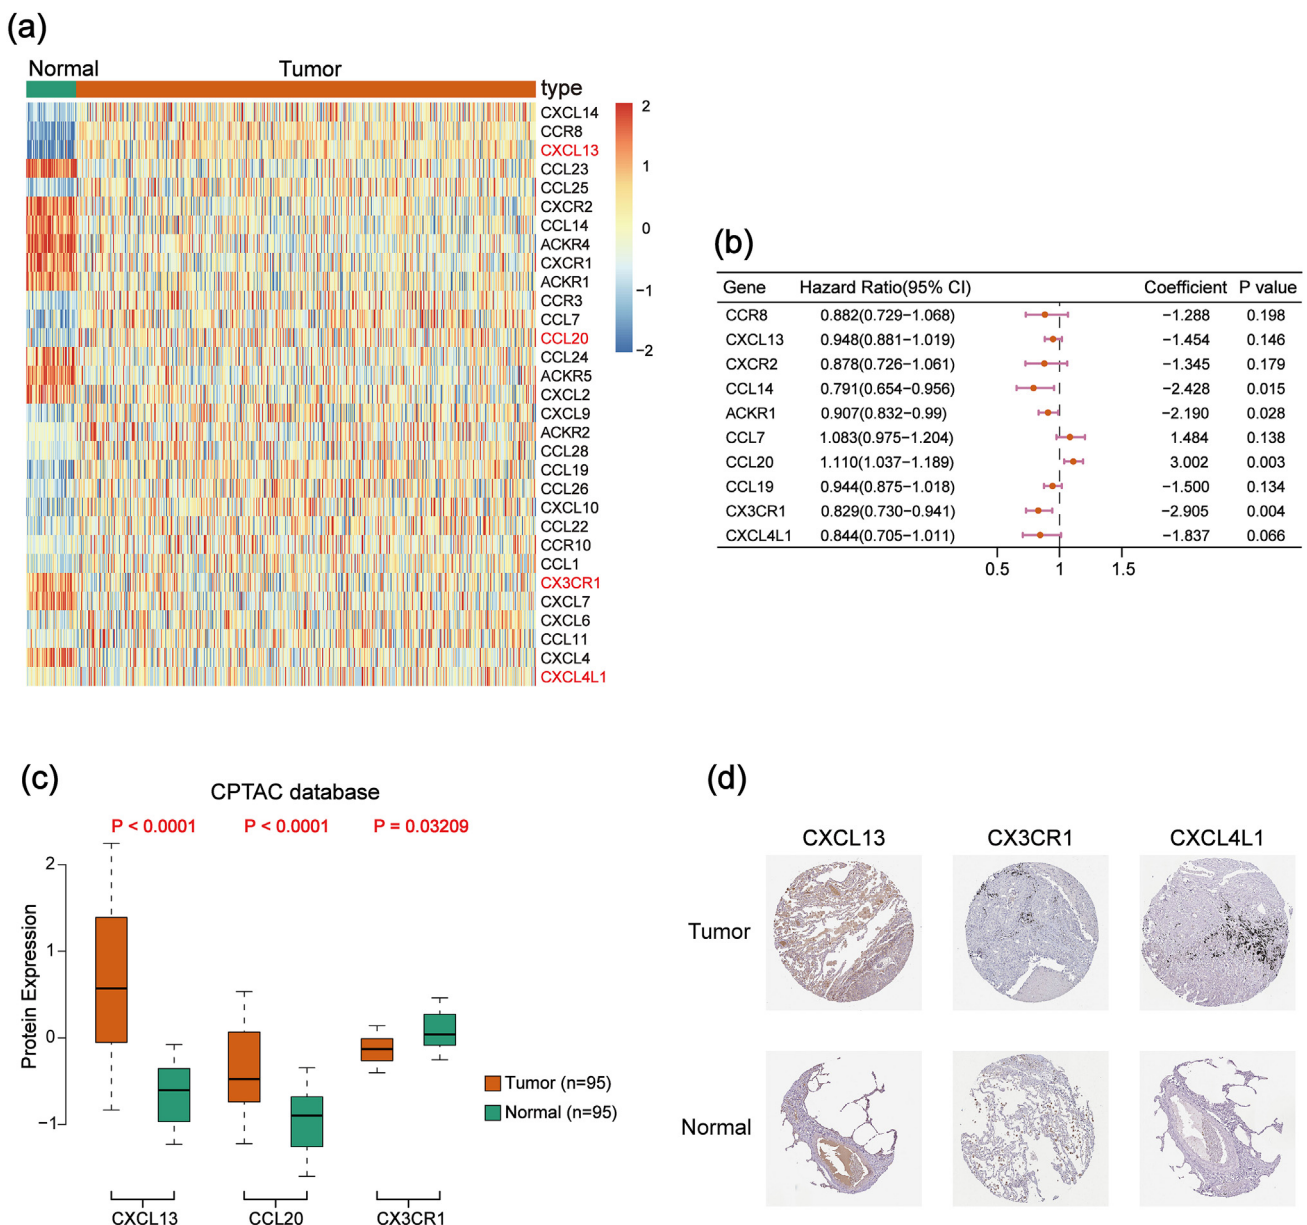 (a)
Normal
Tumor
type
CXCL14
CCR8
CXCL13
CCL23
CCL25
CXCR2
CCL14
ACKR4
CXCR1
ACKR1
CCR3
CCL7
CCL20
CCL24
ACKR5
CXCL2
CXCL9
ACKR2
CCL28
CCL19
CCL26
CXCL10
CCL22
CCR10
CCL1
CX3CR1
CXCL7
CXCL6
CCL11
CXCL4
CXCL4L1
2
1
0
−1
−2
(b)
Gene Hazard Ratio(95% CI) Coefficient P value
CCR8 0.882(0.729−1.068) −1.288 0.198
CXCL13 0.948(0.881−1.019) −1.454 0.146
CXCR2 0.878(0.726−1.061) −1.345 0.179
CCL14 0.791(0.654−0.956) −2.428 0.015
ACKR1 0.907(0.832−0.99) −2.190 0.028
CCL7 1.083(0.975−1.204) 1.484 0.138
CCL20 1.110(1.037−1.189) 3.002 0.003
CCL19 0.944(0.875−1.018) −1.500 0.134
CX3CR1 0.829(0.730−0.941) −2.905 0.004
CXCL4L1 0.844(0.705−1.011) −1.837 0.066
0.5 1 1.5
(c)
CPTAC database
P < 0.0001 P < 0.0001 P = 0.03209
Protein Expression
2
1
0
−1
Tumor (n=95)
Normal (n=95)
CXCL13 CCL20 CX3CR1
(d)
CXCL13 CX3CR1 CXCL4L1
Tumor
Normal